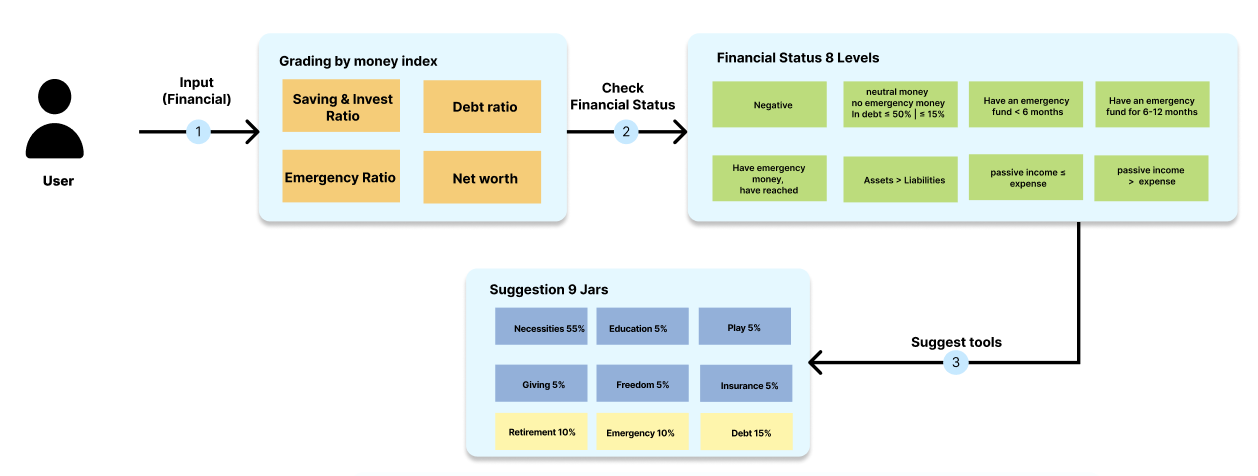 User
Input
(Financial)
1
Grading by money index
Saving & Invest
Ratio
Debt ratio
Emergency Ratio
Net worth
Check
Financial Status
2
Financial Status 8 Levels
Negative
neutral money
no emergency money
In debt ≤ 50% | ≤ 15%
Have an emergency
fund < 6 months
Have an emergency
fund for 6-12 months
Have emergency
money,
have reached
Assets > Liabilities
passive income ≤
expense
passive income
> expense
Suggest tools
3
Suggestion 9 Jars
Necessities 55%
Education 5%
Play 5%
Giving 5%
Freedom 5%
Insurance 5%
Retirement 10%
Emergency 10%
Debt 15%